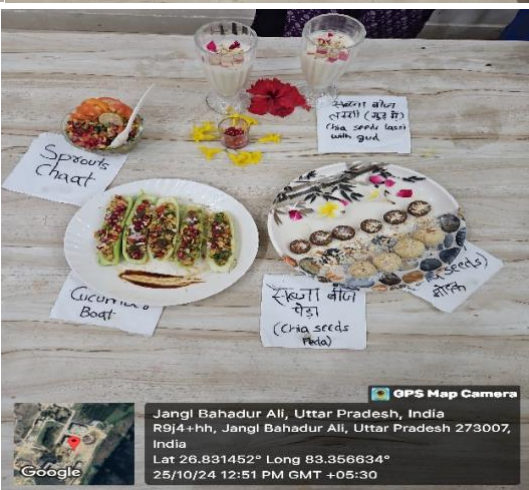 सब्जा बीज
लस्सी (गुड़ में)
(chia seeds lassi
with gud
Sprouts
Chaat
Cucumber
Boat
सब्जा बीज
पेड़ा
(Chia seeds
Peda)
seeds)
मोदक
GPS Map Camera
Jangl Bahadur Ali, Uttar Pradesh, India
R9j4+hh, Jangl Bahadur Ali, Uttar Pradesh 273007,
India
Lat 26.831452° Long 83.356634°
25/10/24 12:51 PM GMT +05:30
Google